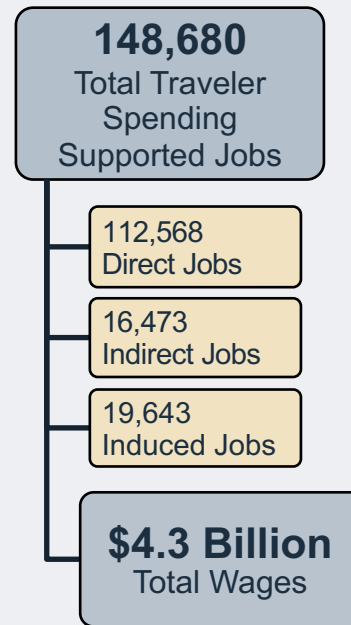 148,680
Total Traveler
Spending
Supported Jobs
112,568
Direct Jobs
16,473
Indirect Jobs
19,643
Induced Jobs
$4.3 Billion
Total Wages